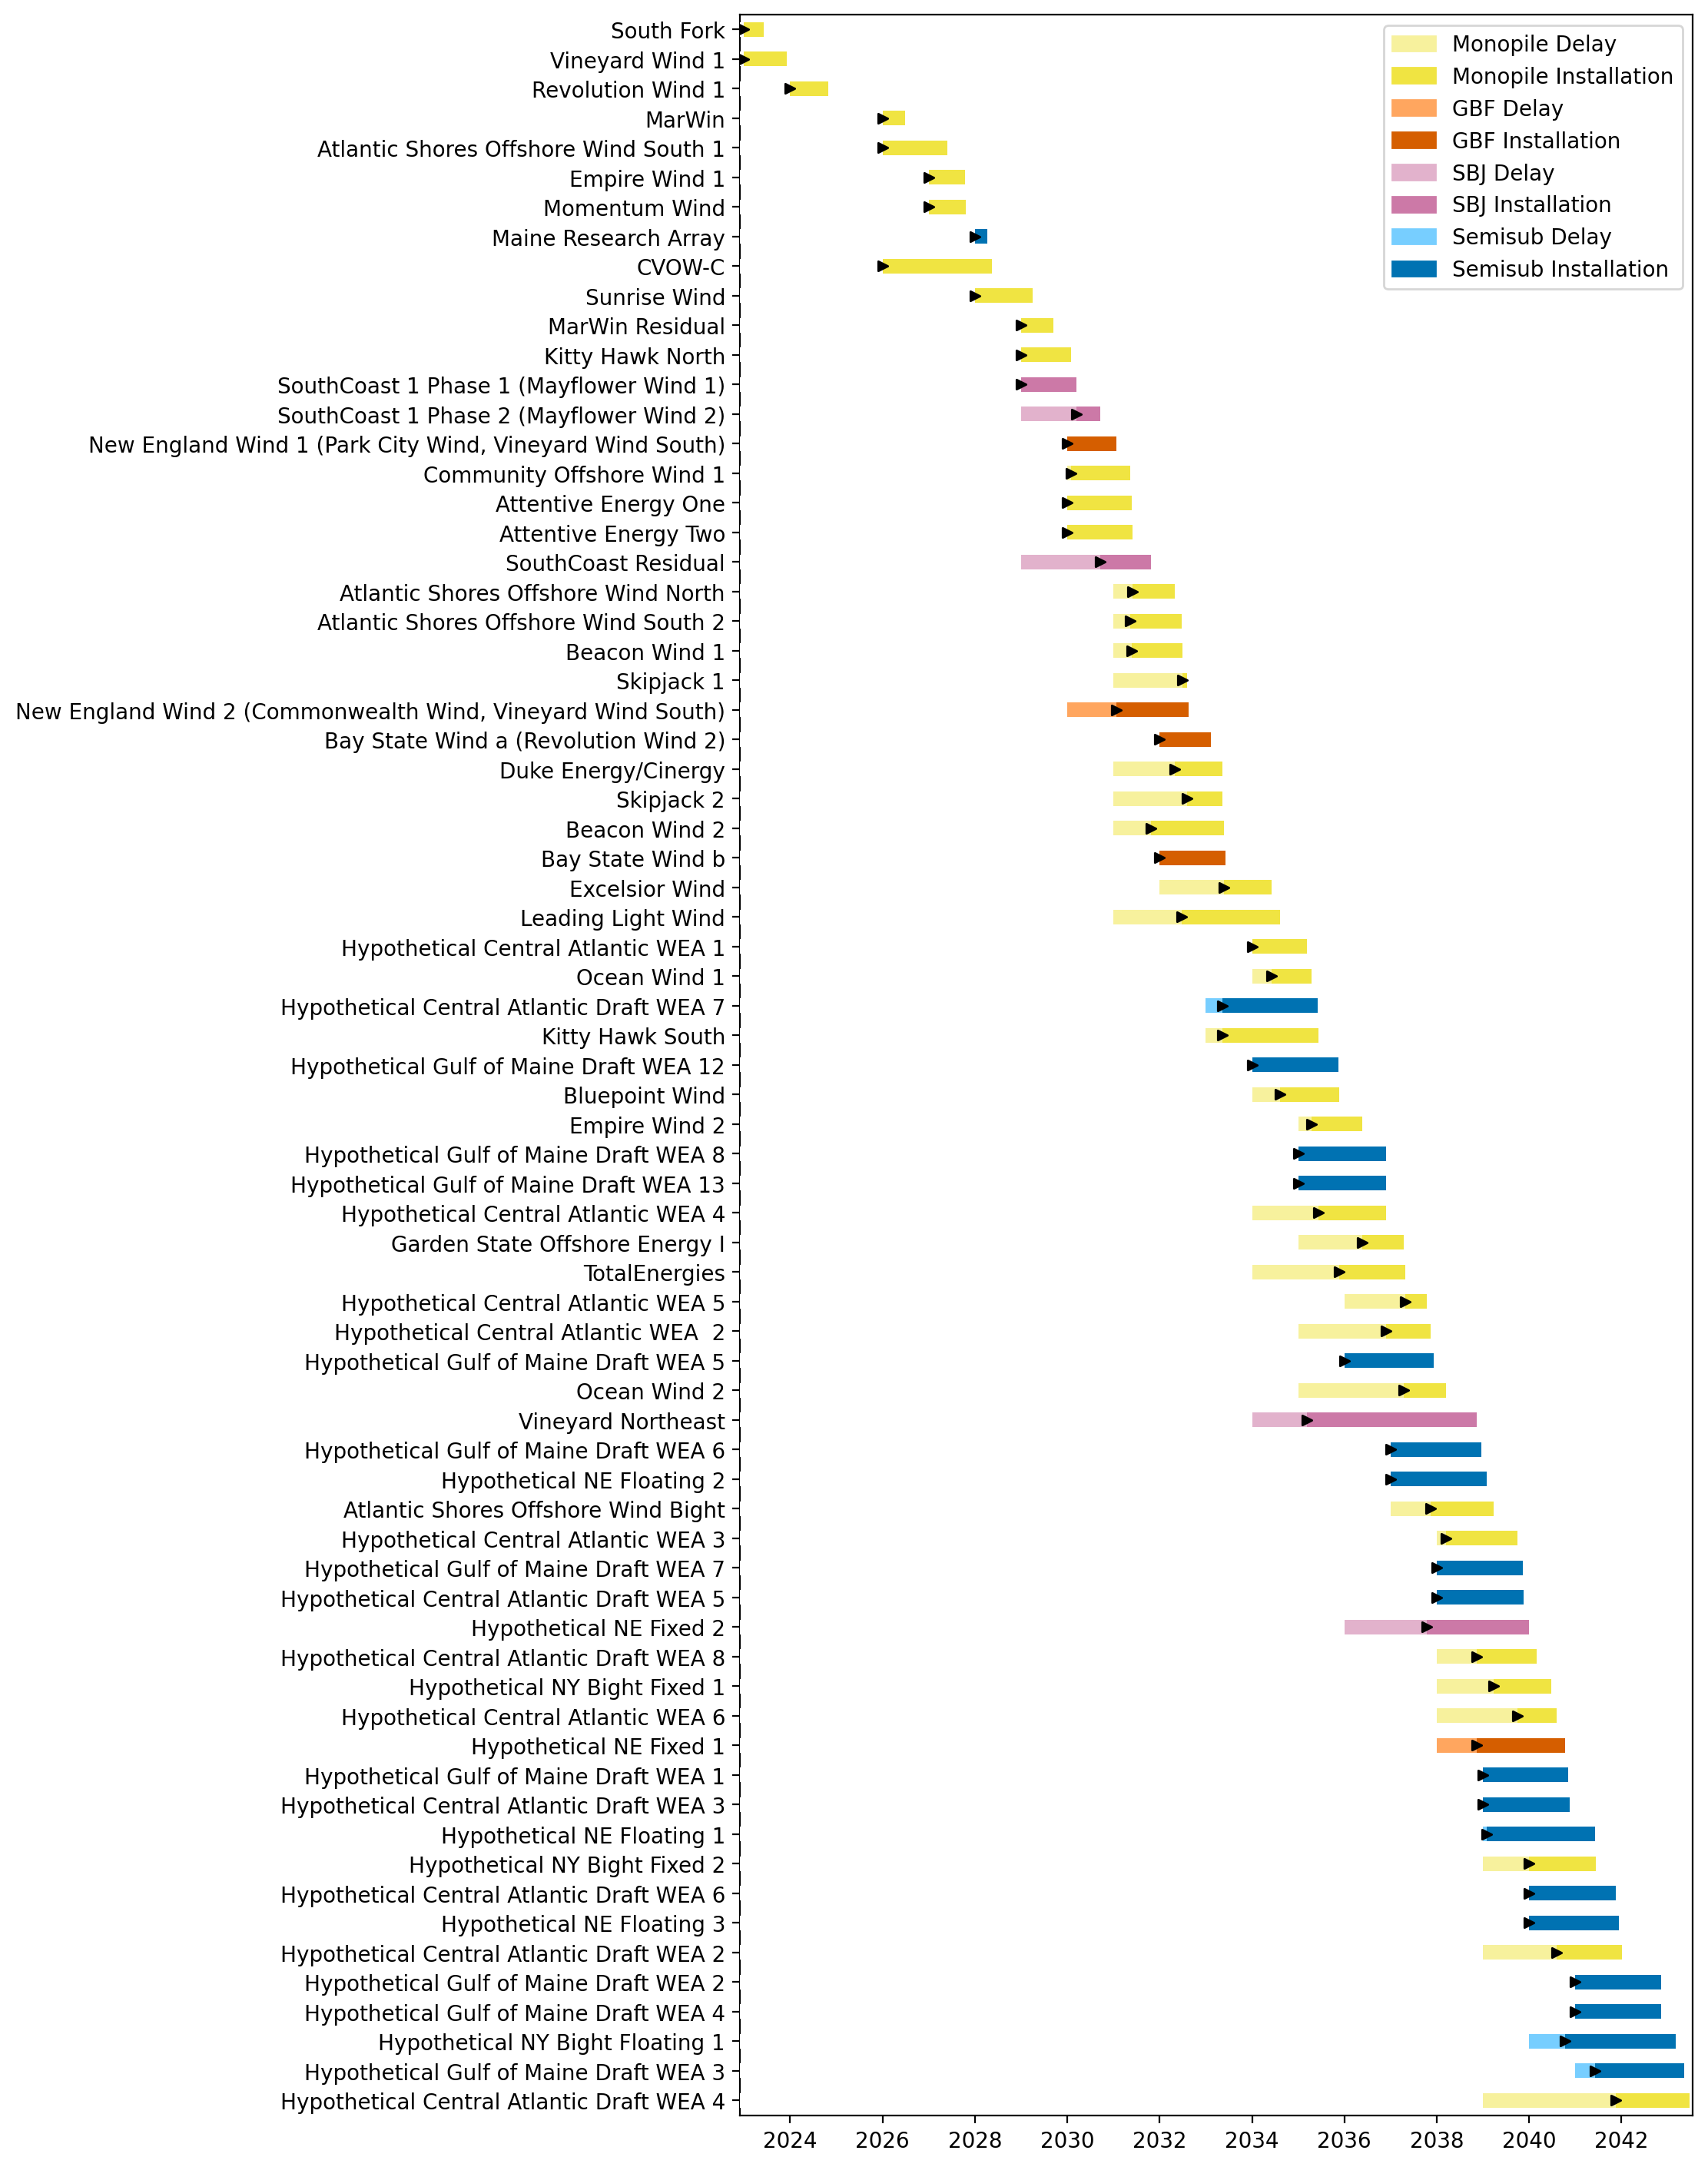 South Fork
Vineyard Wind 1
Revolution Wind 1
MarWin
Atlantic Shores Offshore Wind South 1
Empire Wind 1
Momentum Wind
Maine Research Array
CVOW-C
Sunrise Wind
MarWin Residual
Kitty Hawk North
SouthCoast 1 Phase 1 (Mayflower Wind 1)
SouthCoast 1 Phase 2 (Mayflower Wind 2)
New England Wind 1 (Park City Wind, Vineyard Wind South)
Community Offshore Wind 1
Attentive Energy One
Attentive Energy Two
SouthCoast Residual
Atlantic Shores Offshore Wind North
Atlantic Shores Offshore Wind South 2
Beacon Wind 1
Skipjack 1
New England Wind 2 (Commonwealth Wind, Vineyard Wind South)
Bay State Wind a (Revolution Wind 2)
Duke Energy/Cinergy
Skipjack 2
Beacon Wind 2
Bay State Wind b
Excelsior Wind
Leading Light Wind
Hypothetical Central Atlantic WEA 1
Ocean Wind 1
Hypothetical Central Atlantic Draft WEA 7
Kitty Hawk South
Hypothetical Gulf of Maine Draft WEA 12
Bluepoint Wind
Empire Wind 2
Hypothetical Gulf of Maine Draft WEA 8
Hypothetical Gulf of Maine Draft WEA 13
Hypothetical Central Atlantic WEA 4
Garden State Offshore Energy I
TotalEnergies
Hypothetical Central Atlantic WEA 5
Hypothetical Central Atlantic WEA  2
Hypothetical Gulf of Maine Draft WEA 5
Ocean Wind 2
Vineyard Northeast
Hypothetical Gulf of Maine Draft WEA 6
Hypothetical NE Floating 2
Atlantic Shores Offshore Wind Bight
Hypothetical Central Atlantic WEA 3
Hypothetical Gulf of Maine Draft WEA 7
Hypothetical Central Atlantic Draft WEA 5
Hypothetical NE Fixed 2
Hypothetical Central Atlantic Draft WEA 8
Hypothetical NY Bight Fixed 1
Hypothetical Central Atlantic WEA 6
Hypothetical NE Fixed 1
Hypothetical Gulf of Maine Draft WEA 1
Hypothetical Central Atlantic Draft WEA 3
Hypothetical NE Floating 1
Hypothetical NY Bight Fixed 2
Hypothetical Central Atlantic Draft WEA 6
Hypothetical NE Floating 3
Hypothetical Central Atlantic Draft WEA 2
Hypothetical Gulf of Maine Draft WEA 2
Hypothetical Gulf of Maine Draft WEA 4
Hypothetical NY Bight Floating 1
Hypothetical Gulf of Maine Draft WEA 3
Hypothetical Central Atlantic Draft WEA 4
Monopile Delay
Monopile Installation
GBF Delay
GBF Installation
SBJ Delay
SBJ Installation
Semisub Delay
Semisub Installation
2024 2026 2028 2030 2032 2034 2036 2038 2040 2042